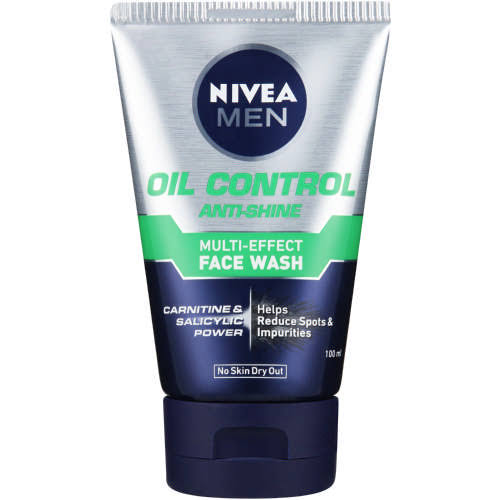 NIVEA
MEN
OIL CONTROL
ANTI-SHINE
MULTI-EFFECT
FACE WASH
CARNITINE &
SALICYLIC
POWER
Helps
Reduce Spots &
Impurities
100 ml
No Skin Dry Out